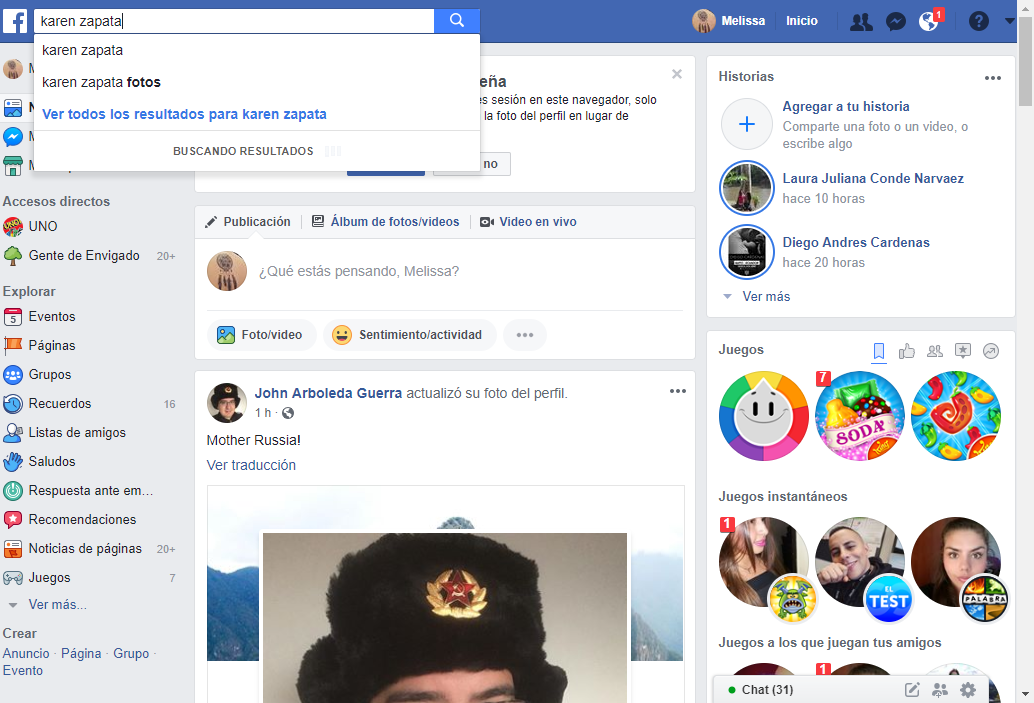 karen zapata
Melissa
Inicio
1
karen zapata
karen zapata fotos
Ver todos los resultados para karen zapata
BUSCANDO RESULTADOS
eña
es sesión en este navegador, solo
la foto del perfil en lugar de
no
Accesos directos
UNO
Gente de Envigado 20+
Explorar
Eventos
Páginas
Grupos
Recuerdos 16
Listas de amigos
Saludos
Respuesta ante em...
Recomendaciones
Noticias de páginas 20+
Juegos 7
Ver más...
Crear
Anuncio · Página · Grupo ·
Evento
Publicación
Álbum de fotos/videos
Video en vivo
¿Qué estás pensando, Melissa?
Foto/video
Sentimiento/actividad
John Arboleda Guerra actualizó su foto del perfil.
1 h ·
Mother Russia!
Ver traducción
Historias
Agregar a tu historia
Comparte una foto o un video, o
escribe algo
Laura Juliana Conde Narvaez
hace 10 horas
Diego Andres Cardenas
hace 20 horas
Ver más
Juegos
7
SODA
Juegos instantáneos
1
EL
TEST
PALABRA
Juegos a los que juegan tus amigos
1
Chat (31)